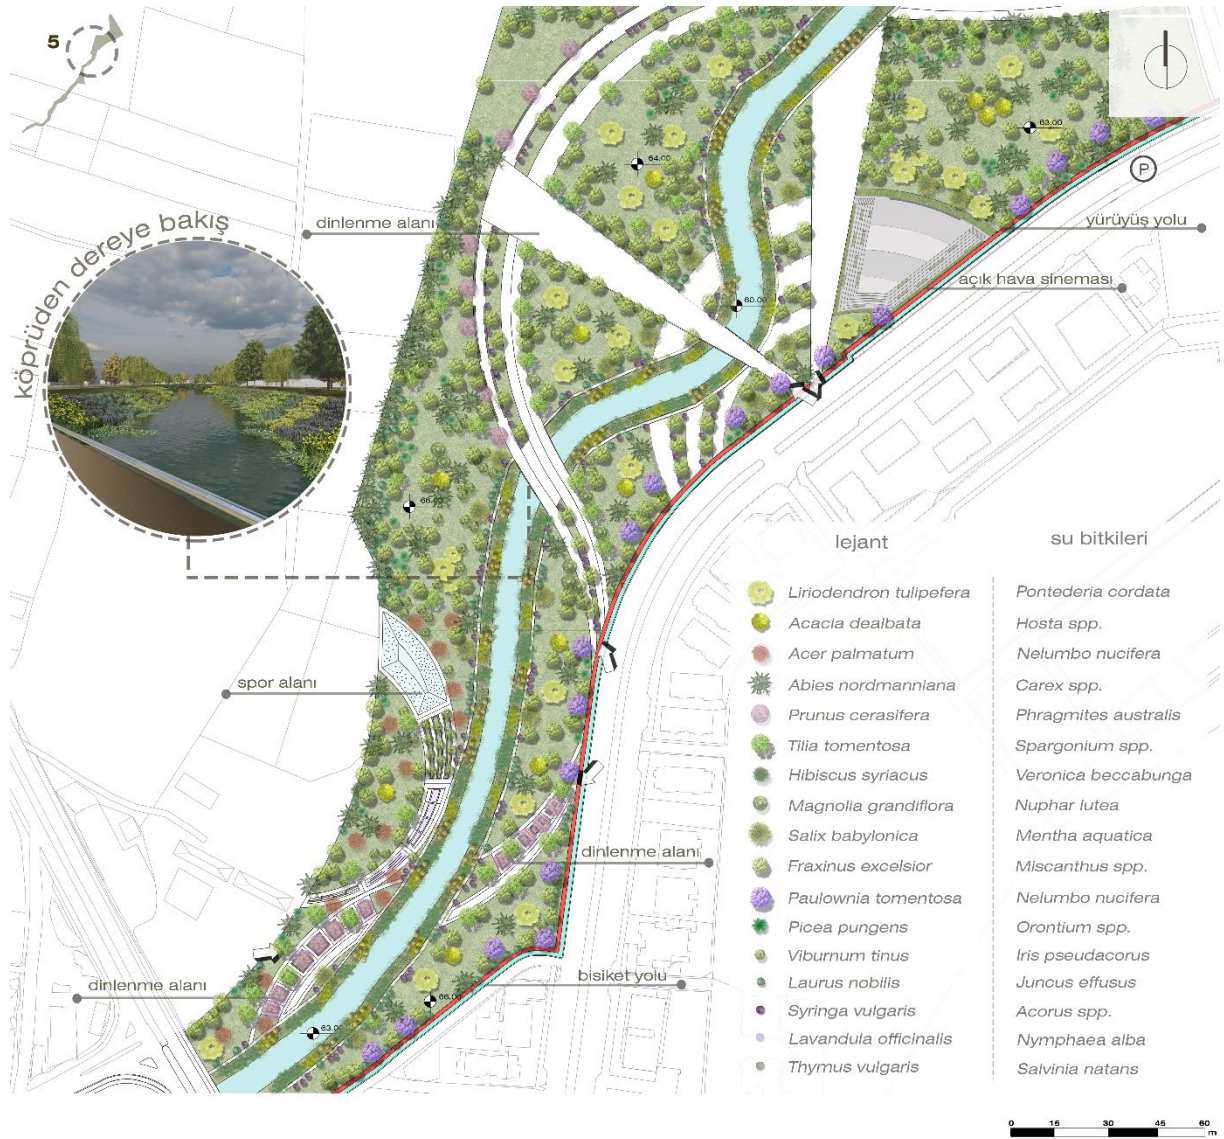 5
köprüden dereye bakış
dinlenme alanı
64.00
63.00
P
yürüyüş yolu
açık hava sineması
60.00
66.00
spor alanı
dinlenme alanı
dinlenme alanı
bisiket yolu
66.00
63.00
lejant
Liriodendron tulipefera
Acacia dealbata
Acer palmatum
Abies nordmanniana
Prunus cerasifera
Tilia tomentosa
Hibiscus syriacus
Magnolia grandiflora
Salix babylonica
Fraxinus excelsior
Paulownia tomentosa
Picea pungens
Viburnum tinus
Laurus nobilis
Syringa vulgaris
Lavandula officinalis
Thymus vulgaris
su bitkileri
Pontederia cordata
Hosta spp.
Nelumbo nucifera
Carex spp.
Phragmites australis
Spargonium spp.
Veronica beccabunga
Nuphar lutea
Mentha aquatica
Miscanthus spp.
Nelumbo nucifera
Orontium spp.
Iris pseudacorus
Juncus effusus
Acorus spp.
Nymphaea alba
Salvinia natans
0 15 30 45 60
m